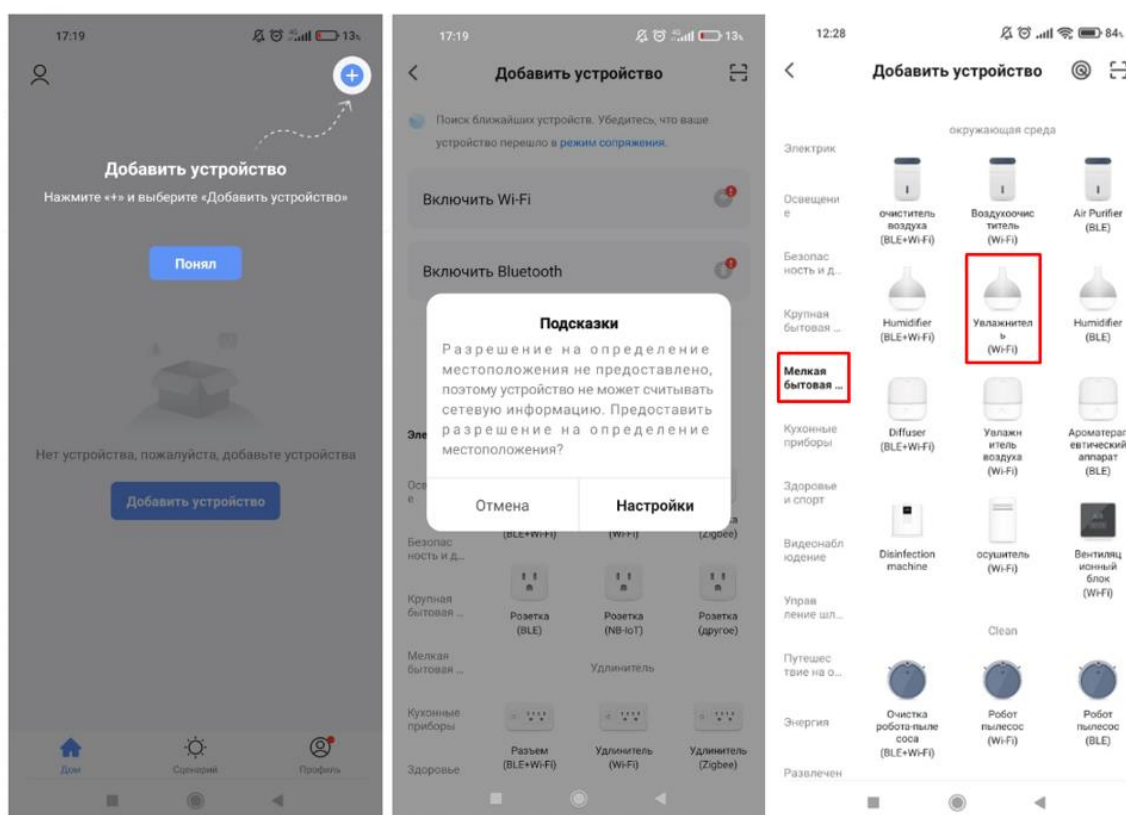 17:19
13%
Добавить устройство
Нажмите «+» и выберите «Добавить устройство»
Понял
Нет устройства, пожалуйста, добавьте устройство
Добавить устройство
Дом
Сценарий
Профиль
17:19
13%
Добавить устройство
Поиск ближайших устройств. Убедитесь, что ваше
устройство перешло в режим сопряжения.
Включить Wi-Fi
Включить Bluetooth
Подсказки
Разрешение на определение
местоположения не предоставлено,
поэтому устройство не может считывать
сетевую информацию. Предоставить
разрешение на определение
местоположения?
Отмена
Настройки
(BLE+Wi-Fi)
(Wi-Fi)
(Zigbee)
Безопас
ность и д...
Крупная
бытовая ...
Розетка
(BLE)
Розетка
(NB-IoT)
Розетка
(другое)
Мелкая
бытовая ...
Удлинитель
Кухонные
приборы
Разъем
(BLE+Wi-Fi)
Удлинитель
(Wi-Fi)
Удлинитель
(Zigbee)
Здоровье
12:28
84%
Добавить устройство
окружающая среда
Электрик
Освещени
е
Безопас
ность и д...
Крупная
бытовая ...
Мелкая
бытовая ...
Кухонные
приборы
Здоровье
и спорт
Видеонабл
юдение
Управ
ление шл...
Путешес
твие на о...
Энергия
Развлечен
очиститель
воздуха
(BLE+Wi-Fi)
Воздухоочис
титель
(Wi-Fi)
Air Purifier
(BLE)
Humidifier
(BLE+Wi-Fi)
Увлажнител
ь
(Wi-Fi)
Humidifier
(BLE)
Diffuser
(BLE+Wi-Fi)
Увлажн
итель
воздуха
(Wi-Fi)
Ароматерап
евтический
аппарат
(BLE)
Disinfection
machine
осушитель
(Wi-Fi)
Вентиляц
ионный
блок
(Wi-Fi)
Clean
Очистка
робота-пыле
соса
(BLE+Wi-Fi)
Робот
пылесос
(Wi-Fi)
Робот
пылесос
(BLE)